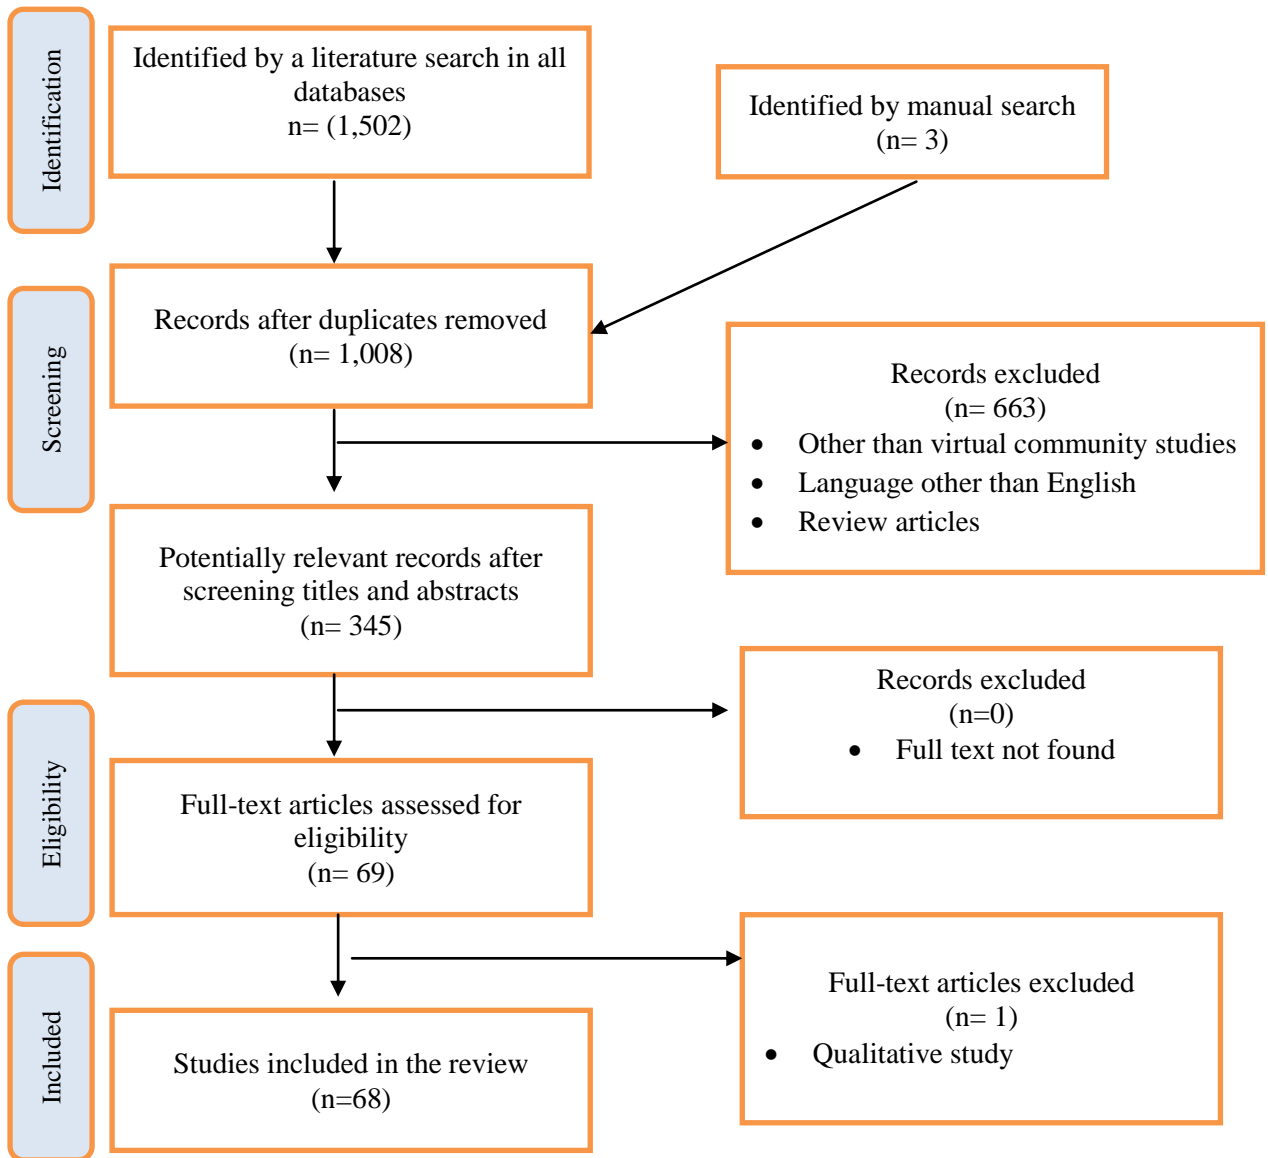 Identification
Identified by a literature search in all
databases
n= (1,502)
Identified by manual search
(n= 3)
Screening
Records after duplicates removed
(n= 1,008)
Records excluded
(n= 663)
• Other than virtual community studies
• Language other than English
• Review articles
Potentially relevant records after
screening titles and abstracts
(n= 345)
Records excluded
(n=0)
• Full text not found
Eligibility
Full-text articles assessed for
eligibility
(n= 69)
Full-text articles excluded
(n= 1)
• Qualitative study
Included
Studies included in the review
(n=68)